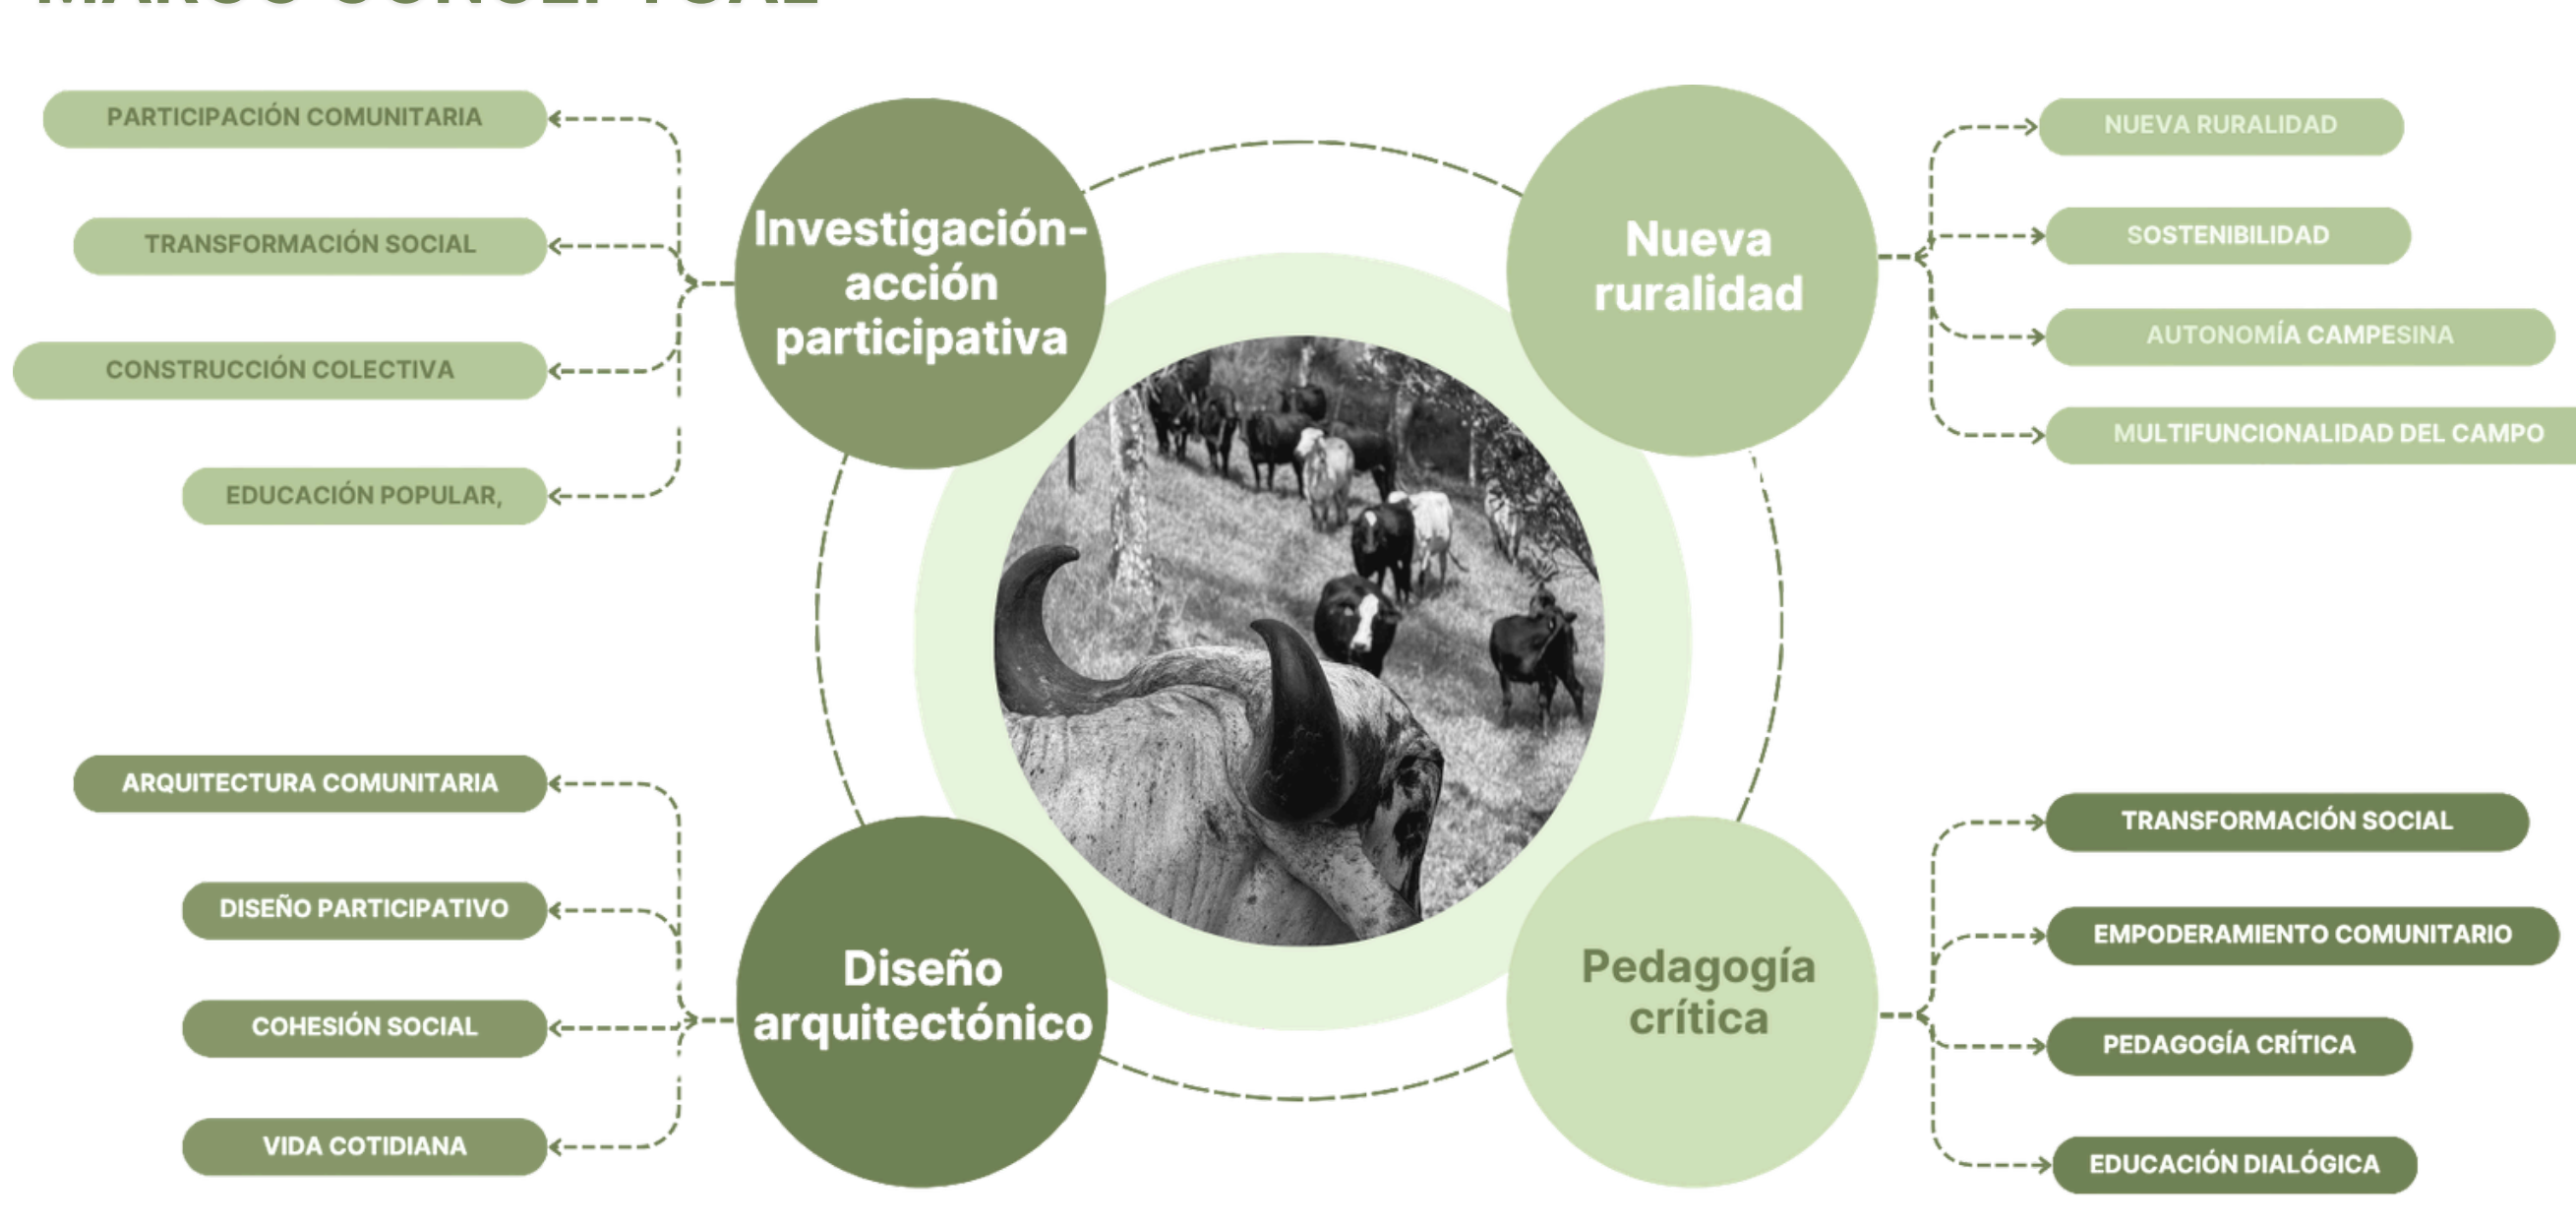 MARCO CONCEPTUAL
PARTICIPACIÓN COMUNITARIA
TRANSFORMACIÓN SOCIAL
CONSTRUCCIÓN COLECTIVA
EDUCACIÓN POPULAR,
Investigación-
acción
participativa
Nueva
ruralidad
NUEVA RURALIDAD
SOSTENIBILIDAD
AUTONOMÍA CAMPESINA
MULTIFUNCIONALIDAD DEL CAMPO
ARQUITECTURA COMUNITARIA
DISEÑO PARTICIPATIVO
COHESIÓN SOCIAL
VIDA COTIDIANA
Diseño
arquitectónico
Pedagogía
crítica
TRANSFORMACIÓN SOCIAL
EMPODERAMIENTO COMUNITARIO
PEDAGOGÍA CRÍTICA
EDUCACIÓN DIALÓGICA